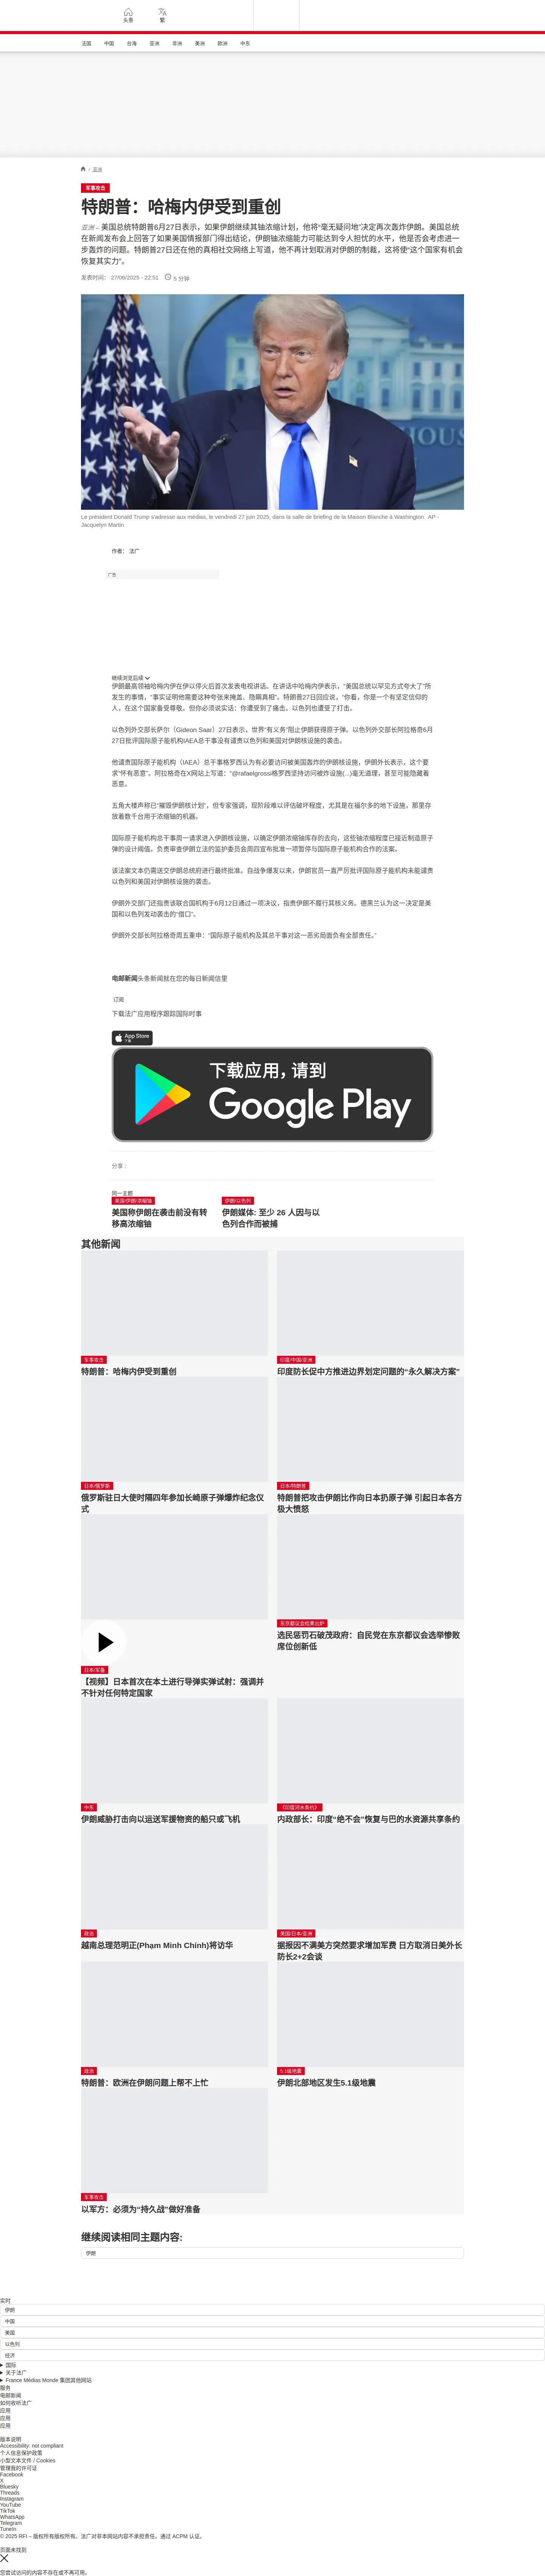 头条
繁
法国 中国 台海 亚洲 非洲 美洲 欧洲 中东
/ 亚洲
军事攻击
特朗普：哈梅内伊受到重创
亚洲 – 美国总统特朗普6月27日表示，如果伊朗继续其铀浓缩计划，他将“毫无疑问地”决定再次轰炸伊朗。美国总统
在新闻发布会上回答了如果美国情报部门得出结论，伊朗铀浓缩能力可能达到令人担忧的水平，他是否会考虑进一
步轰炸的问题。特朗普27日还在他的真相社交网络上写道，他不再计划取消对伊朗的制裁，这将使“这个国家有机会
恢复其实力”。
发表时间： 27/06/2025 - 22:51 5 分钟
Le président Donald Trump s'adresse aux médias, le vendredi 27 juin 2025, dans la salle de briefing de la Maison Blanche à Washington. AP -
Jacquelyn Martin
作者： 法广
广告
继续浏览后续
伊朗最高领袖哈梅内伊在伊以停火后首次发表电视讲话。在讲话中哈梅内伊表示，“美国总统以罕见方式夸大了”所
发生的事情，“事实证明他需要这种夸张来掩盖、隐瞒真相”。特朗普27日回应说，“你看，你是一个有坚定信仰的
人，在这个国家备受尊敬。但你必须说实话：你遭受到了痛击。以色列也遭受了打击。
以色列外交部长萨尔（Gideon Saar）27日表示，世界“有义务”阻止伊朗获得原子弹。以色列外交部长阿拉格奇6月
27日批评国际原子能机构IAEA总干事没有谴责以色列和美国对伊朗核设施的袭击。
他谴责国际原子能机构（IAEA）总干事格罗西认为有必要访问被美国轰炸的伊朗核设施，伊朗外长表示，这个要
求“怀有恶意”。阿拉格奇在X网站上写道：“@rafaelgrossi格罗西坚持访问被炸设施(...)毫无道理，甚至可能隐藏着
恶意。
五角大楼声称已“摧毁伊朗核计划”，但专家强调，现阶段难以评估破坏程度，尤其是在福尔多的地下设施，那里存
放着数千台用于浓缩铀的机器。
国际原子能机构总干事周一请求进入伊朗核设施，以确定伊朗浓缩铀库存的去向，这些铀浓缩程度已接近制造原子
弹的设计阈值。负责审查伊朗立法的监护委员会周四宣布批准一项暂停与国际原子能机构合作的法案。
该法案文本仍需送交伊朗总统府进行最终批准。自战争爆发以来，伊朗官员一直严厉批评国际原子能机构未能谴责
以色列和美国对伊朗核设施的袭击。
伊朗外交部门还指责该联合国机构于6月12日通过一项决议，指责伊朗不履行其核义务。德黑兰认为这一决定是美
国和以色列发动袭击的“借口”。
伊朗外交部长阿拉格奇周五重申：“国际原子能机构及其总干事对这一恶劣局面负有全部责任。”
电邮新闻头条新闻就在您的每日新闻信里
订阅
下载法广应用程序跟踪国际时事
App Store
下载
下载应用，请到
Google Play
分享 :
同一主题
美国/伊朗/浓缩铀
美国称伊朗在袭击前没有转
移高浓缩铀
伊朗/以色列
伊朗媒体: 至少 26 人因与以
色列合作而被捕
其他新闻
军事攻击
特朗普：哈梅内伊受到重创
印度/中国/亚洲
印度防长促中方推进边界划定问题的“永久解决方案”
日本/俄罗斯
俄罗斯驻日大使时隔四年参加长崎原子弹爆炸纪念仪
式
日本/特朗普
特朗普把攻击伊朗比作向日本扔原子弹 引起日本各方
极大愤怒
日本/军备
【视频】日本首次在本土进行导弹实弹试射：强调并
不针对任何特定国家
东京都议会结果出炉
选民惩罚石破茂政府：自民党在东京都议会选举惨败
席位创新低
中东
伊朗威胁打击向以运送军援物资的船只或飞机
《印度河水条约》
内政部长：印度“绝不会”恢复与巴的水资源共享条约
政治
越南总理范明正(Phạm Minh Chính)将访华
美国/日本/亚洲
据报因不满美方突然要求增加军费 日方取消日美外长
防长2+2会谈
政治
特朗普：欧洲在伊朗问题上帮不上忙
5.1级地震
伊朗北部地区发生5.1级地震
军事攻击
以军方：必须为“持久战”做好准备
继续阅读相同主题内容:
伊朗
实时
伊朗
中国
美国
以色列
经济
国际
关于法广
France Médias Monde 集团其他网站
服务
电邮新闻
如何收听法广
应用
应用
应用
版本说明
Accessibility: not compliant
个人信息保护政策
小型文本文件 / Cookies
管理我的许可证
Facebook
X
Bluesky
Threads
Instagram
YouTube
TikTok
WhatsApp
Telegram
TuneIn
© 2025 RFI – 版权所有版权所有。法广对非本网站内容不承担责任。通过 ACPM 认证。
页面未找到
您尝试访问的内容不存在或不再可用。